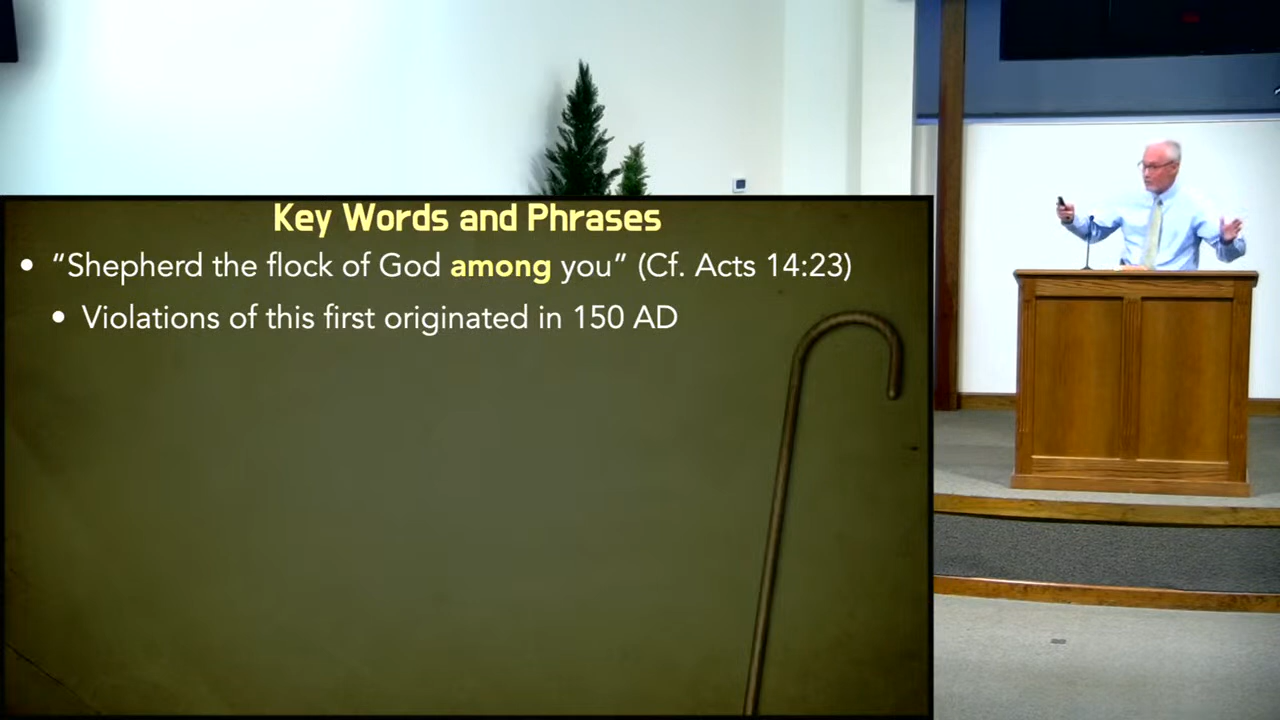 Key Words and Phrases
• “Shepherd the flock of God among you” (Cf. Acts 14:23)
• Violations of this first originated in 150 AD